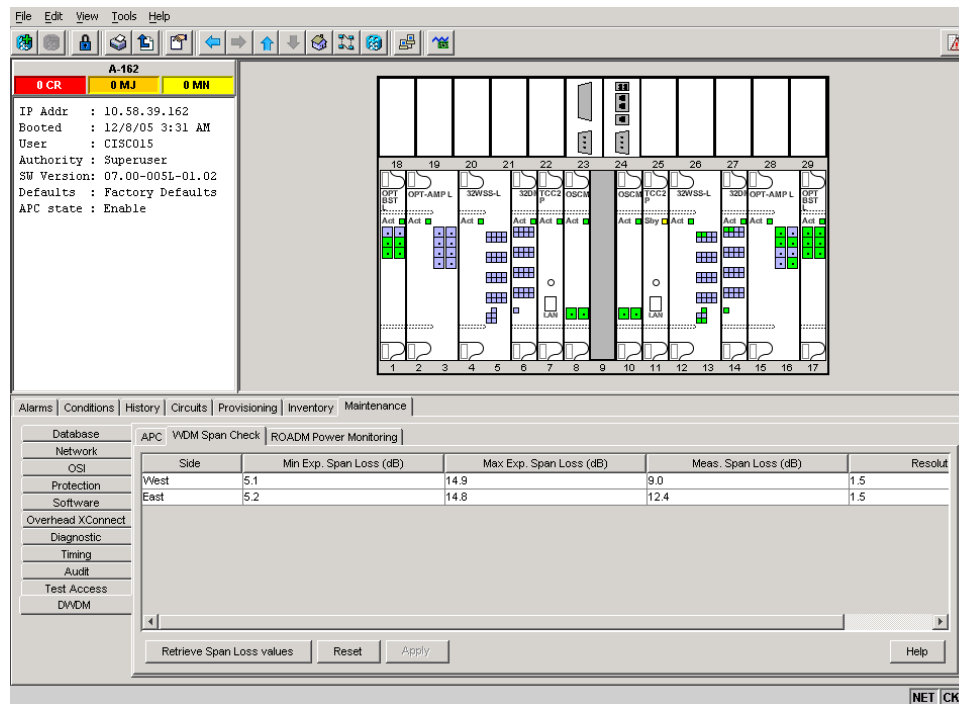 File Edit View Tools Help
A-162
0 CR 0 MJ 0 MN
IP Addr : 10.58.39.162
Booted : 12/8/05 3:31 AM
User : CISCO15
Authority : Superuser
SW Version: 07.00-005L-01.02
Defaults : Factory Defaults
APC state : Enable
18 19 20 21 22 23 24 25 26 27 28 29
OPT BST L
OPT-AMP L
32WSS-L
32D
TCC2 P
OSCM
OSCM
TCC2 P
32WSS-L
32D
OPT-AMP L
OPT BST L
Act Act Act Act Act Act Act Sby Act Act Act Act
LAN LAN
1 2 3 4 5 6 7 8 9 10 11 12 13 14 15 16 17
Alarms Conditions History Circuits Provisioning Inventory Maintenance
Database
Network
OSI
Protection
Software
Overhead XConnect
Diagnostic
Timing
Audit
Test Access
DWDM
APC WDM Span Check ROADM Power Monitoring
Side Min Exp. Span Loss (dB) Max Exp. Span Loss (dB) Meas. Span Loss (dB) Resolut
West 5.1 14.9 9.0 1.5
East 5.2 14.8 12.4 1.5
Retrieve Span Loss values Reset Apply Help
NET CK